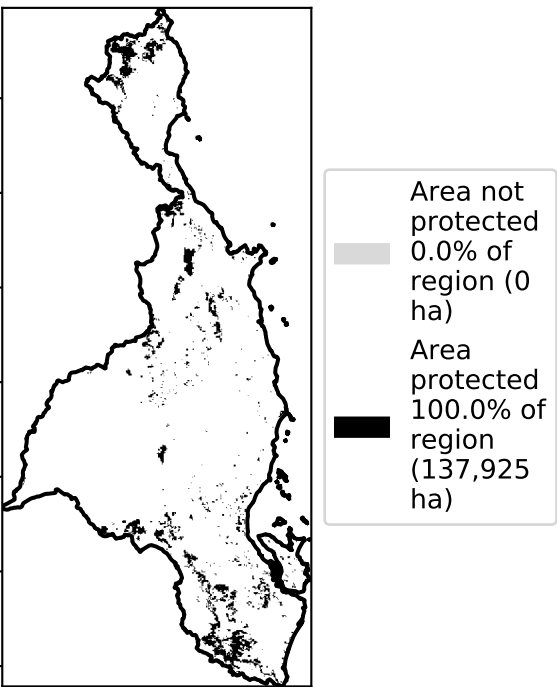 Area not
protected
0.0% of
region (0
ha)
Area
protected
100.0% of
region
(137,925
ha)